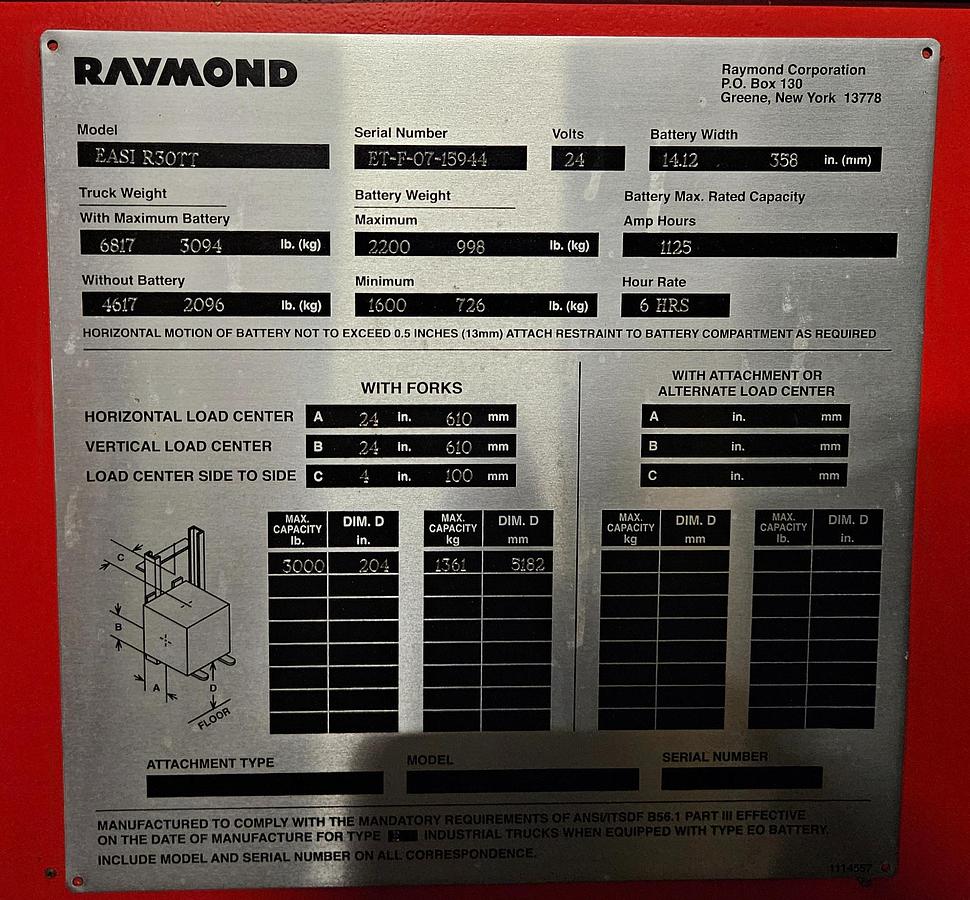 RAYMOND
Raymond Corporation
P.O. Box 130
Greene, New York 13778
Model Serial Number Volts Battery Width
EASI R30TT ET-F-07-15944 24 14.12 358 in. (mm)
Truck Weight Battery Weight Battery Max. Rated Capacity
With Maximum Battery Maximum Amp Hours
6817 3094 lb. (kg) 2200 998 lb. (kg) 1125
Without Battery Minimum Hour Rate
4617 2096 lb. (kg) 1600 726 lb. (kg) 6 HRS
HORIZONTAL MOTION OF BATTERY NOT TO EXCEED 0.5 INCHES (13mm) ATTACH RESTRAINT TO BATTERY COMPARTMENT AS REQUIRED
WITH FORKS
WITH ATTACHMENT OR
ALTERNATE LOAD CENTER
HORIZONTAL LOAD CENTER A 24 in. 610 mm A in. mm
VERTICAL LOAD CENTER B 24 in. 610 mm B in. mm
LOAD CENTER SIDE TO SIDE C 4 in. 100 mm C in. mm
MAX. CAPACITY lb. DIM. D in. MAX. CAPACITY kg DIM. D mm MAX. CAPACITY kg DIM. D mm MAX. CAPACITY lb. DIM. D in.
3000 204 1361 5182
C
B
A
D
FLOOR
ATTACHMENT TYPE MODEL SERIAL NUMBER
MANUFACTURED TO COMPLY WITH THE MANDATORY REQUIREMENTS OF ANSI/ITSDF B56.1 PART III EFFECTIVE
ON THE DATE OF MANUFACTURE FOR TYPE INDUSTRIAL TRUCKS WHEN EQUIPPED WITH TYPE EO BATTERY.
INCLUDE MODEL AND SERIAL NUMBER ON ALL CORRESPONDENCE.
1114557